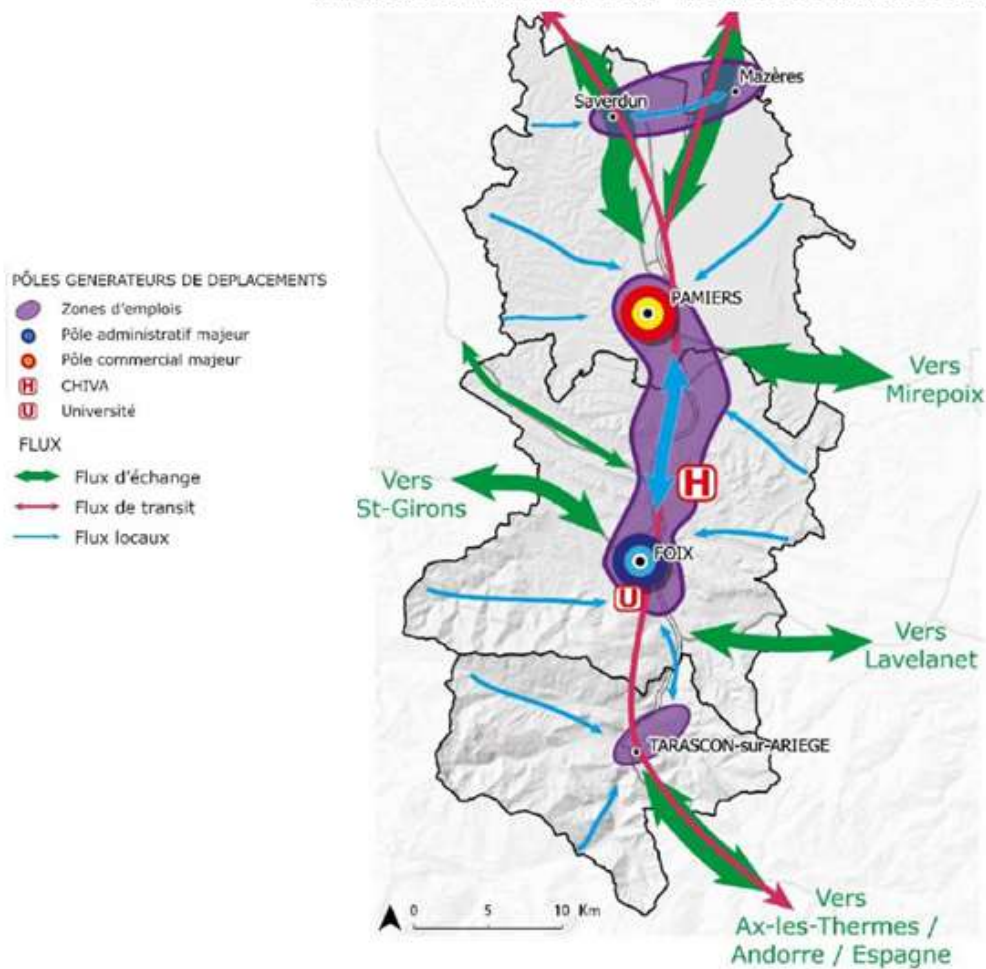 PÔLES GENERATEURS DE DEPLACEMENTS
Zones d'emplois
Pôle administratif majeur
Pôle commercial majeur
H CHIVA
U Université
FLUX
Flux d'échange
Flux de transit
Flux locaux
Mazères
Saverdun
PAMIERS
Vers
Mirepoix
Vers
St-Girons
H
FOIX
U
Vers
Lavelanet
TARASCON-sur-ARIEGE
0 5 10 Km
Vers
Ax-les-Thermes /
Andorre / Espagne